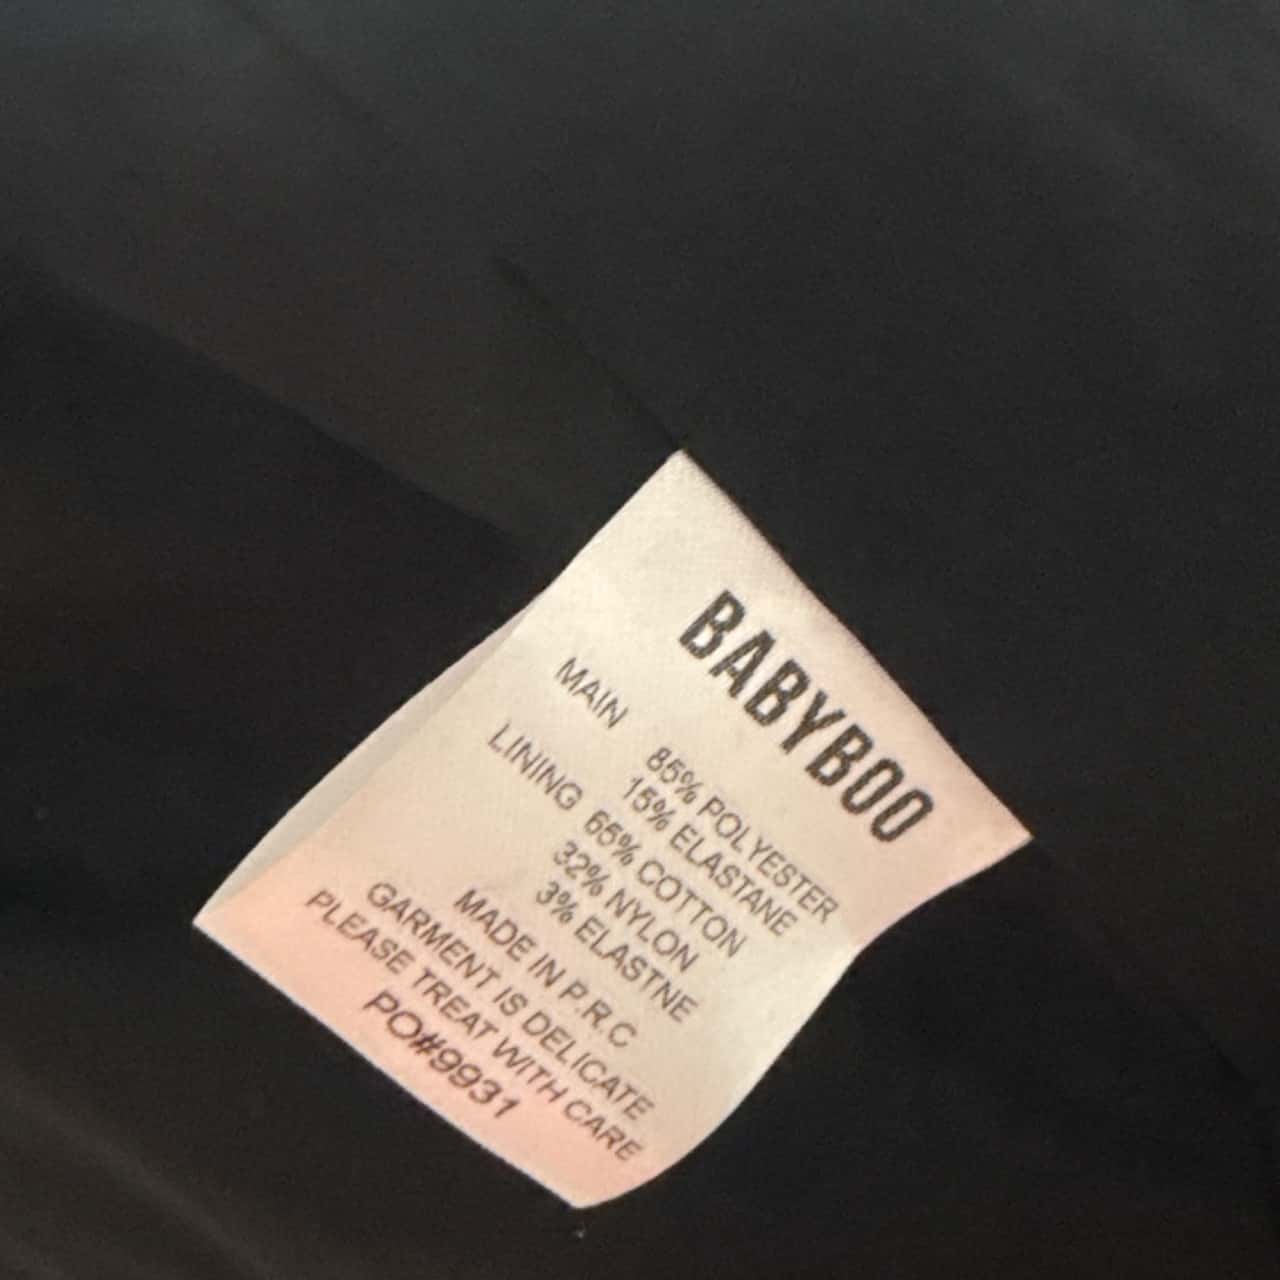 BABYBOO
MAIN 85% POLYESTER
15% ELASTANE
LINING 65% COTTON
32% NYLON
3% ELASTNE
MADE IN P.R.C
GARMENT IS DELICATE
PLEASE TREAT WITH CARE
PO#9931